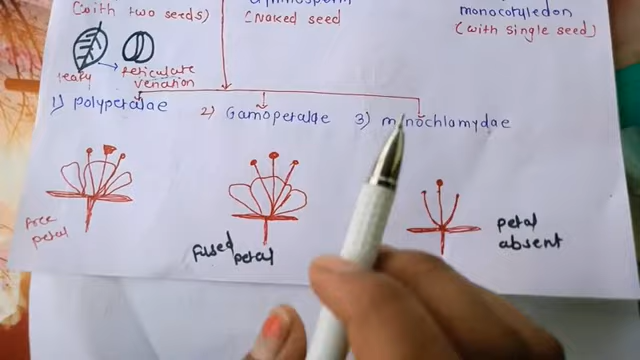 (with two seeds)
(Naked seed
monocotyledon
(with single seed)
leafy
reticulate
venation
1) polypetalae
2) Gamopetalae
3) monochlamydae
Free
petal
Fused petal
petal
absent